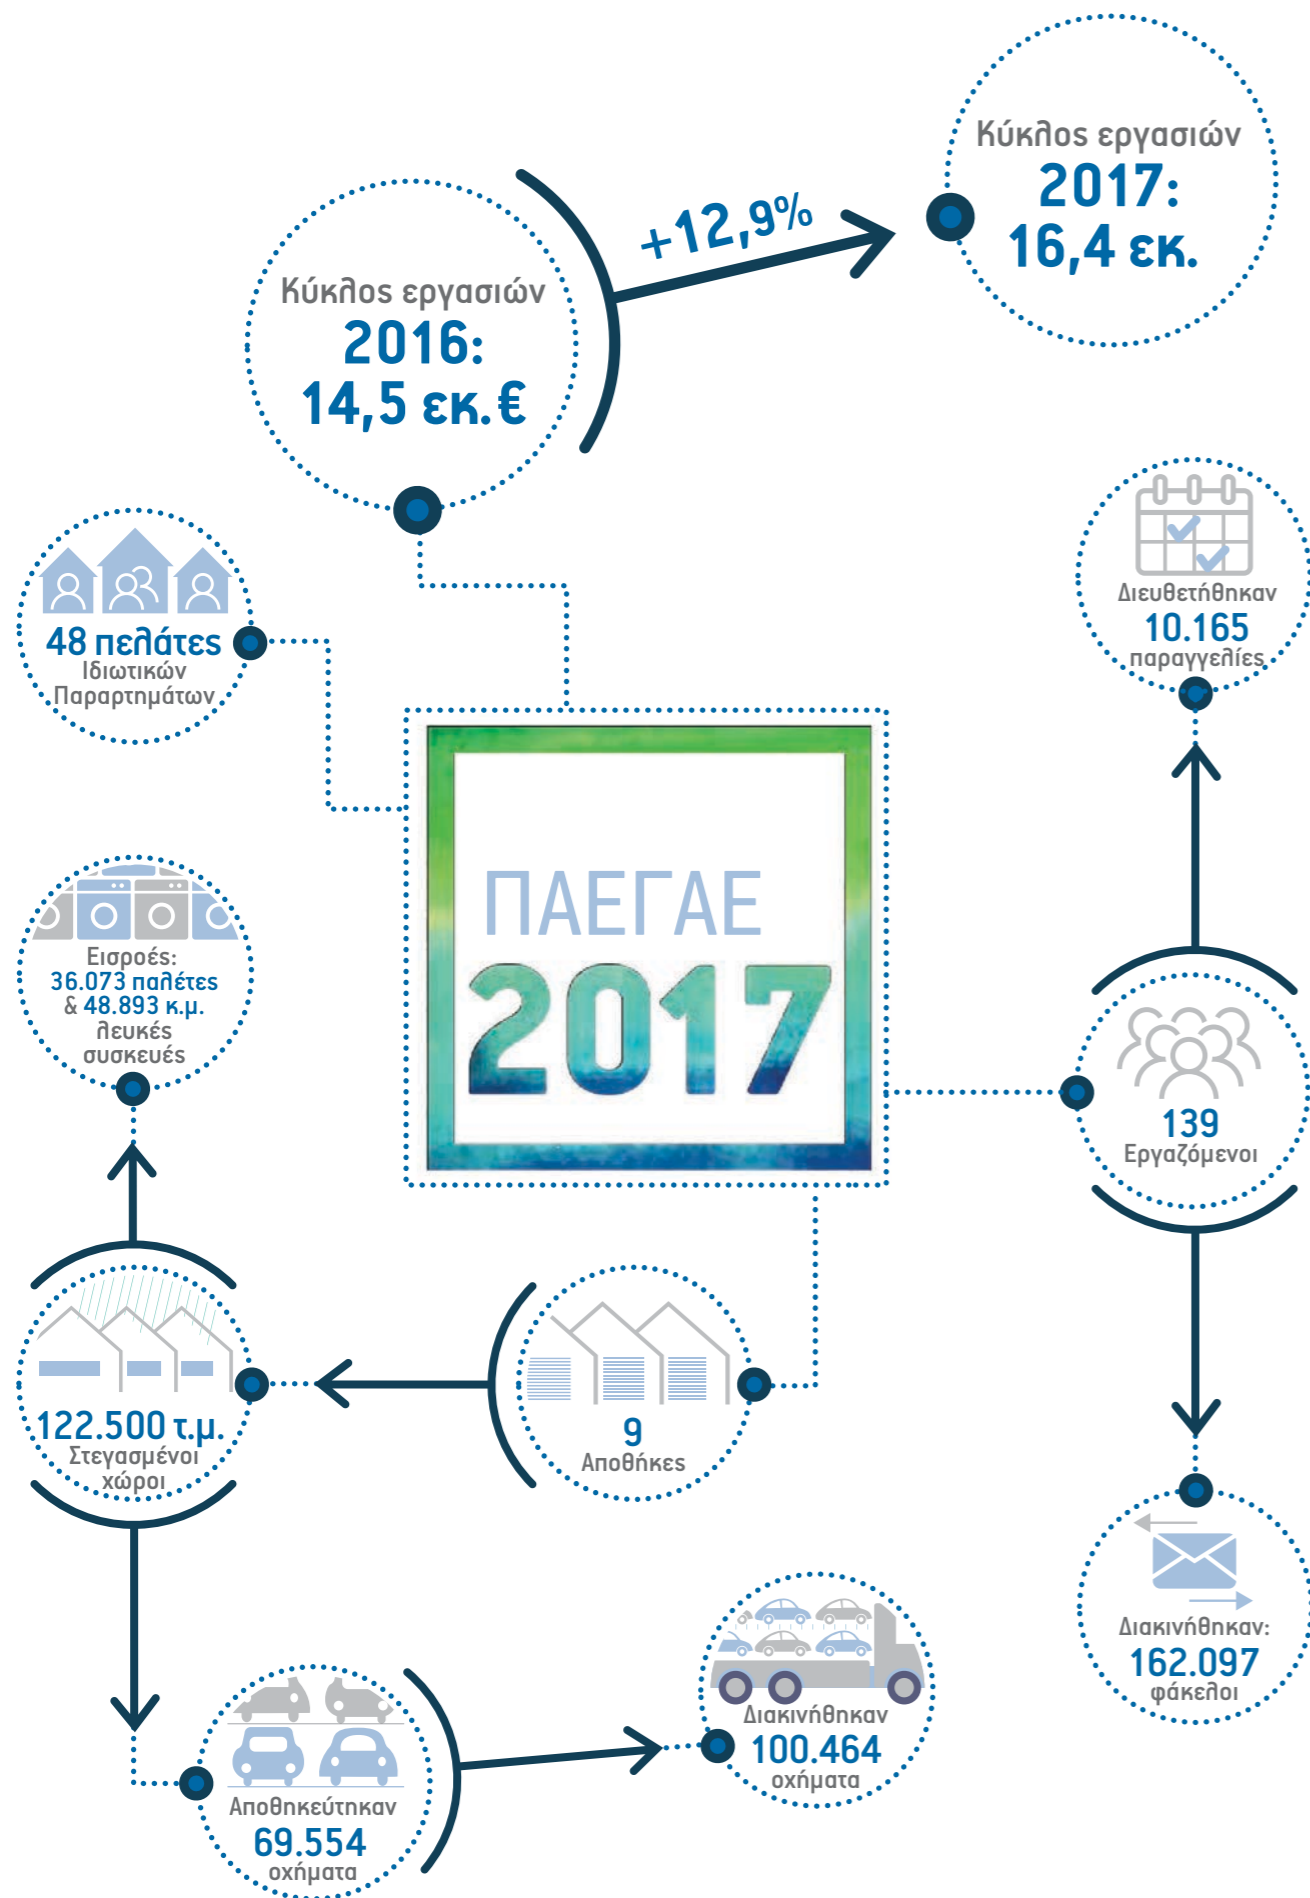 Κύκλος εργασιών
2017:
16,4 εκ.
+12,9%
Κύκλος εργασιών
2016:
14,5 εκ.€
48 πελάτες
Ιδιωτικών
Παραρτημάτων
Διευθετήθηκαν
10.165
παραγγελίες
ΠΑΕΓΑΕ
2017
Εισροές:
36.073 παλέτες
& 48.893 κ.μ.
λευκές
συσκευές
139
Εργαζόμενοι
122.500 τ.μ.
Στεγασμένοι
χώροι
9
Αποθήκες
Διακινήθηκαν:
162.097
φάκελοι
Διακινήθηκαν
100.464
οχήματα
Αποθηκεύτηκαν
69.554
οχήματα